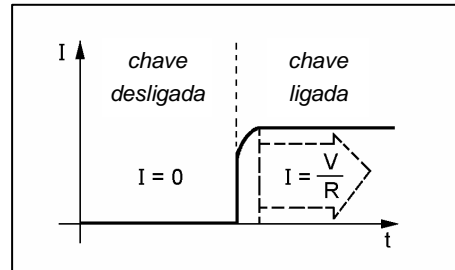 I
chave
desligada
chave
ligada
I = 0
I = V/R
t